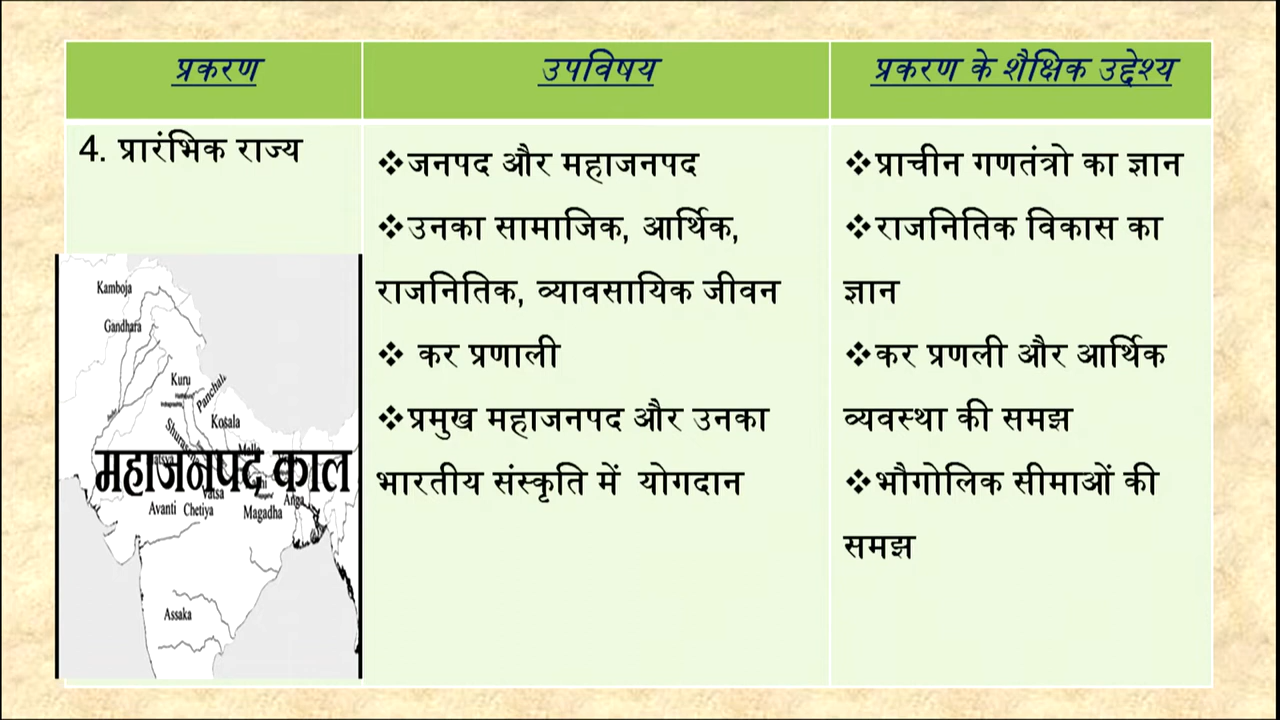 प्रकरण
उपविषय
प्रकरण के शैक्षिक उद्देश्य
4. प्रारंभिक राज्य
Kamboja
Gandhara
Kuru
Panchala
Kosala
महाजनपद काल
Vatsa
Avanti Chetiya
Magadha
Anga
Assaka
❖जनपद और महाजनपद
❖उनका सामाजिक, आर्थिक,
राजनितिक, व्यावसायिक जीवन
❖ कर प्रणाली
❖प्रमुख महाजनपद और उनका
भारतीय संस्कृति में योगदान
❖प्राचीन गणतंत्रो का ज्ञान
❖राजनितिक विकास का
ज्ञान
❖कर प्रणली और आर्थिक
व्यवस्था की समझ
❖भौगोलिक सीमाओं की
समझ